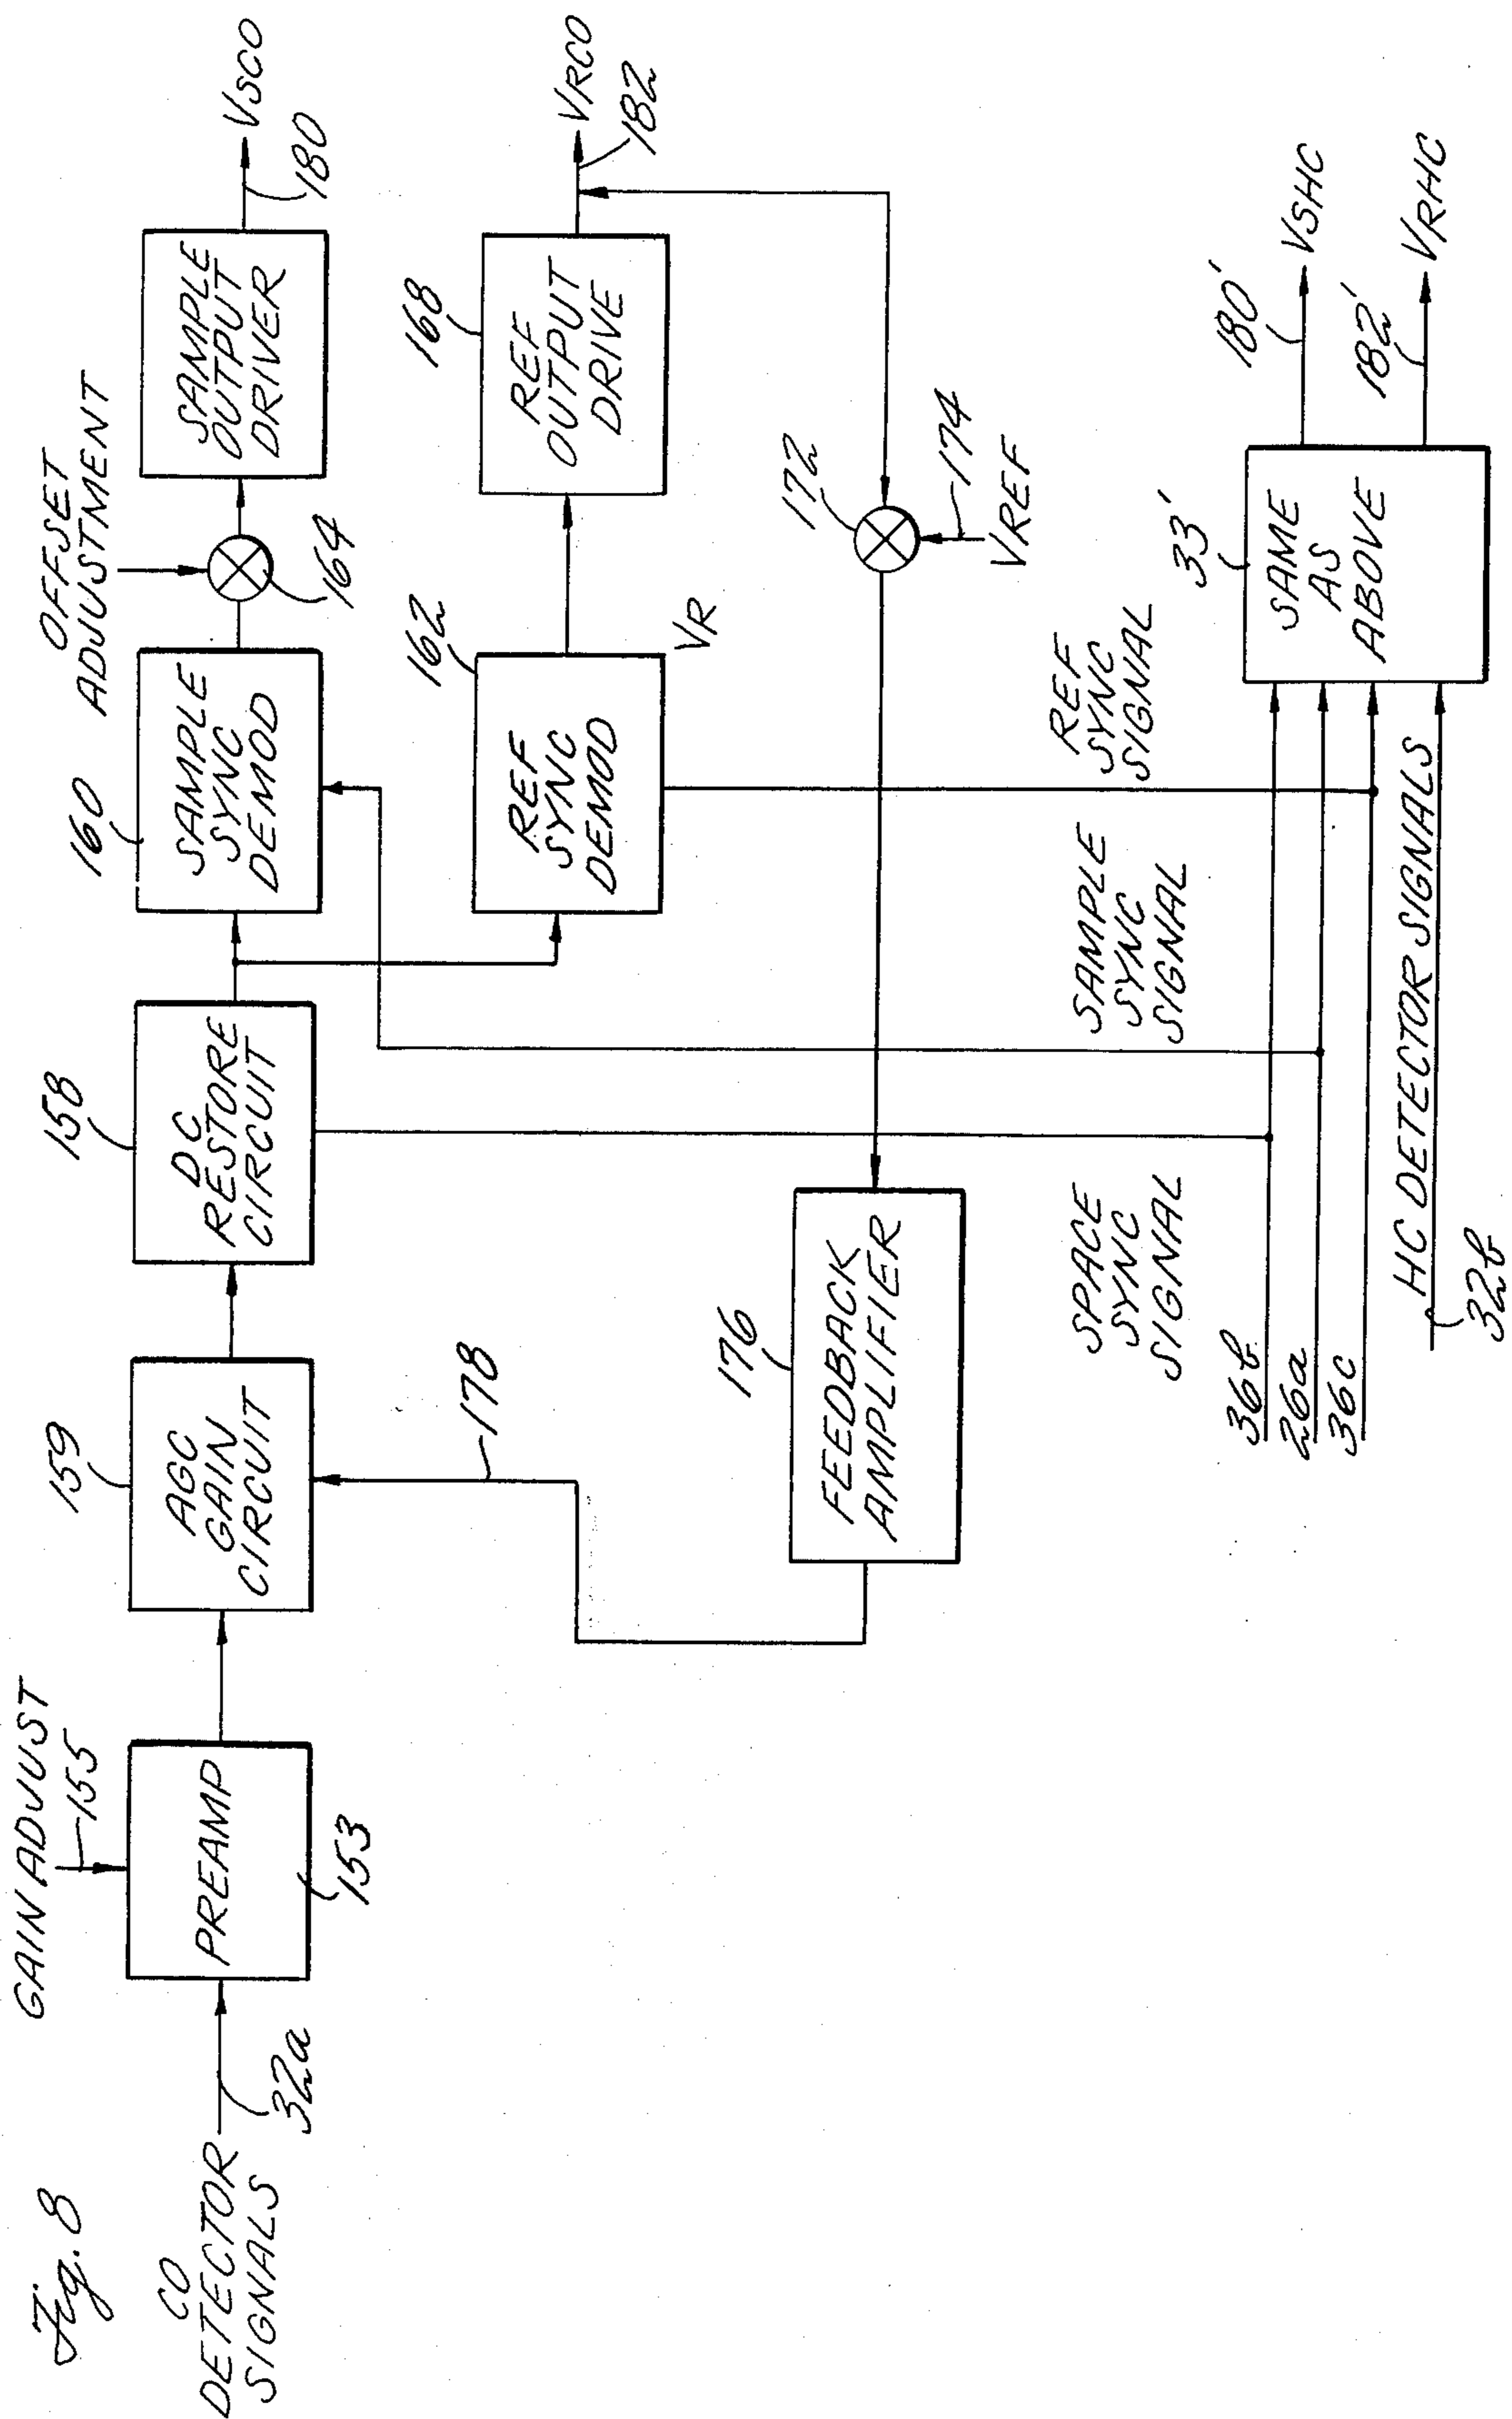 Fig. 8
CO
DETECTOR
SIGNALS
32a
GAIN ADJUST
155
PREAMP
153
159
AGC
GAIN
CIRCUIT
178
158
DC
RESTORE
CIRCUIT
160
SAMPLE
SYNC
DEMOD
OFFSET
ADJUSTMENT
164
SAMPLE
OUTPUT
DRIVER
VSCO
180
162
REF
SYNC
DEMOD
VR
168
REF
OUTPUT
DRIVE
VRCO
182
172
174
VREF
176
FEEDBACK
AMPLIFIER
SPACE
SYNC
SIGNAL
SAMPLE
SYNC
SIGNAL
REF
SYNC
SIGNAL
36b
26a
36c
HC DETECTOR SIGNALS
32b
33'
SAME
AS
ABOVE
180'
VSHC
182'
VRHC